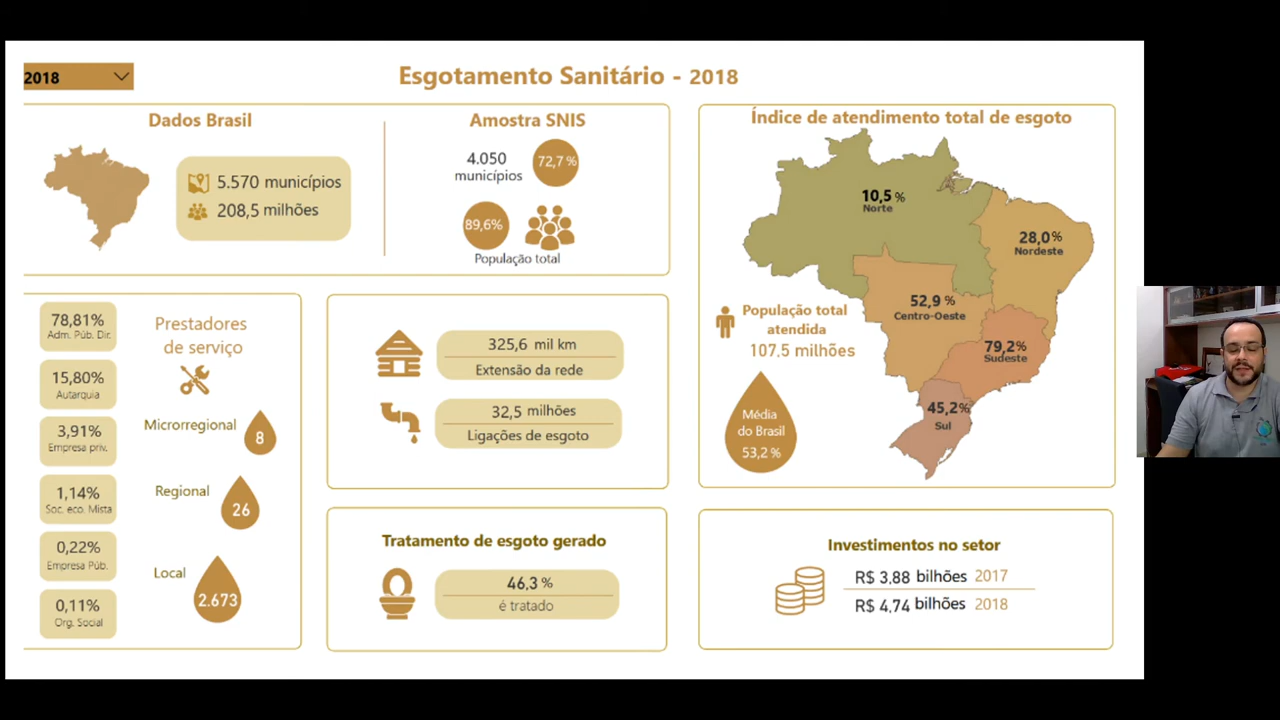 2018
Esgotamento Sanitário - 2018
Dados Brasil
5.570 municípios
208,5 milhões
Amostra SNIS
4.050
municípios
72,7 %
89,6%
População total
Índice de atendimento total de esgoto
10,5 %
Norte
28,0 %
Nordeste
52,9 %
Centro-Oeste
79,2%
Sudeste
45,2%
Sul
População total
atendida
107.5 milhões
Média
do Brasil
53,2 %
78,81%
Adm. Púb. Dir.
15,80%
Autarquia
3,91%
Empresa priv.
1,14%
Soc. eco. Mista
0,22%
Empresa Púb.
0,11%
Org. Social
Prestadores
de serviço
Microrregional
8
Regional
26
Local
2.673
325,6 mil km
Extensão da rede
32,5 milhões
Ligações de esgoto
Tratamento de esgoto gerado
46,3 %
é tratado
Investimentos no setor
R$ 3,88 bilhões 2017
R$ 4,74 bilhões 2018